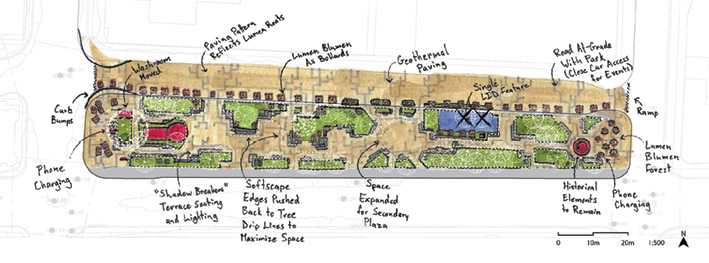 Washroom
Moved
Paving Pattern
Reflects Lumen Roots
Lumen Blumen
As Bollards
Geothermal
Paving
Single
LID Feature
Road At-Grade
With Park
(Close Car Access
for Events)
Curb
Bumps
Ramp
Phone
Charging
"Shadow Breakers"
Terrace Seating
and Lighting
Softscape
Edges Pushed
Back to Tree
Drip Lines to
Maximize Space
Space
Expanded
for Secondary
Plaza
Historical
Elements
to Remain
Lumen
Blumen
Forest
Phone
Charging
0 10m 20m 1:500 N